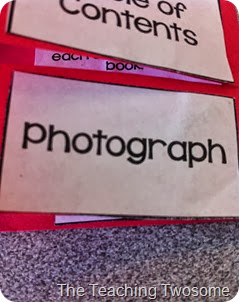 of
Contents
each
book
photograph
The Teaching Twosome